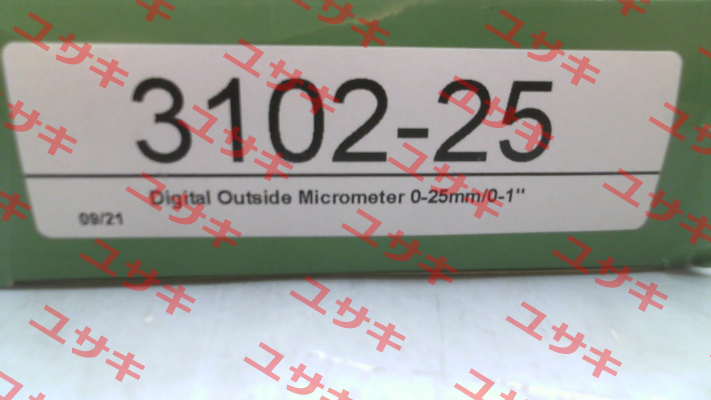 3102-25
Digital Outside Micrometer 0-25mm/0-1"
09/21
ユサキ